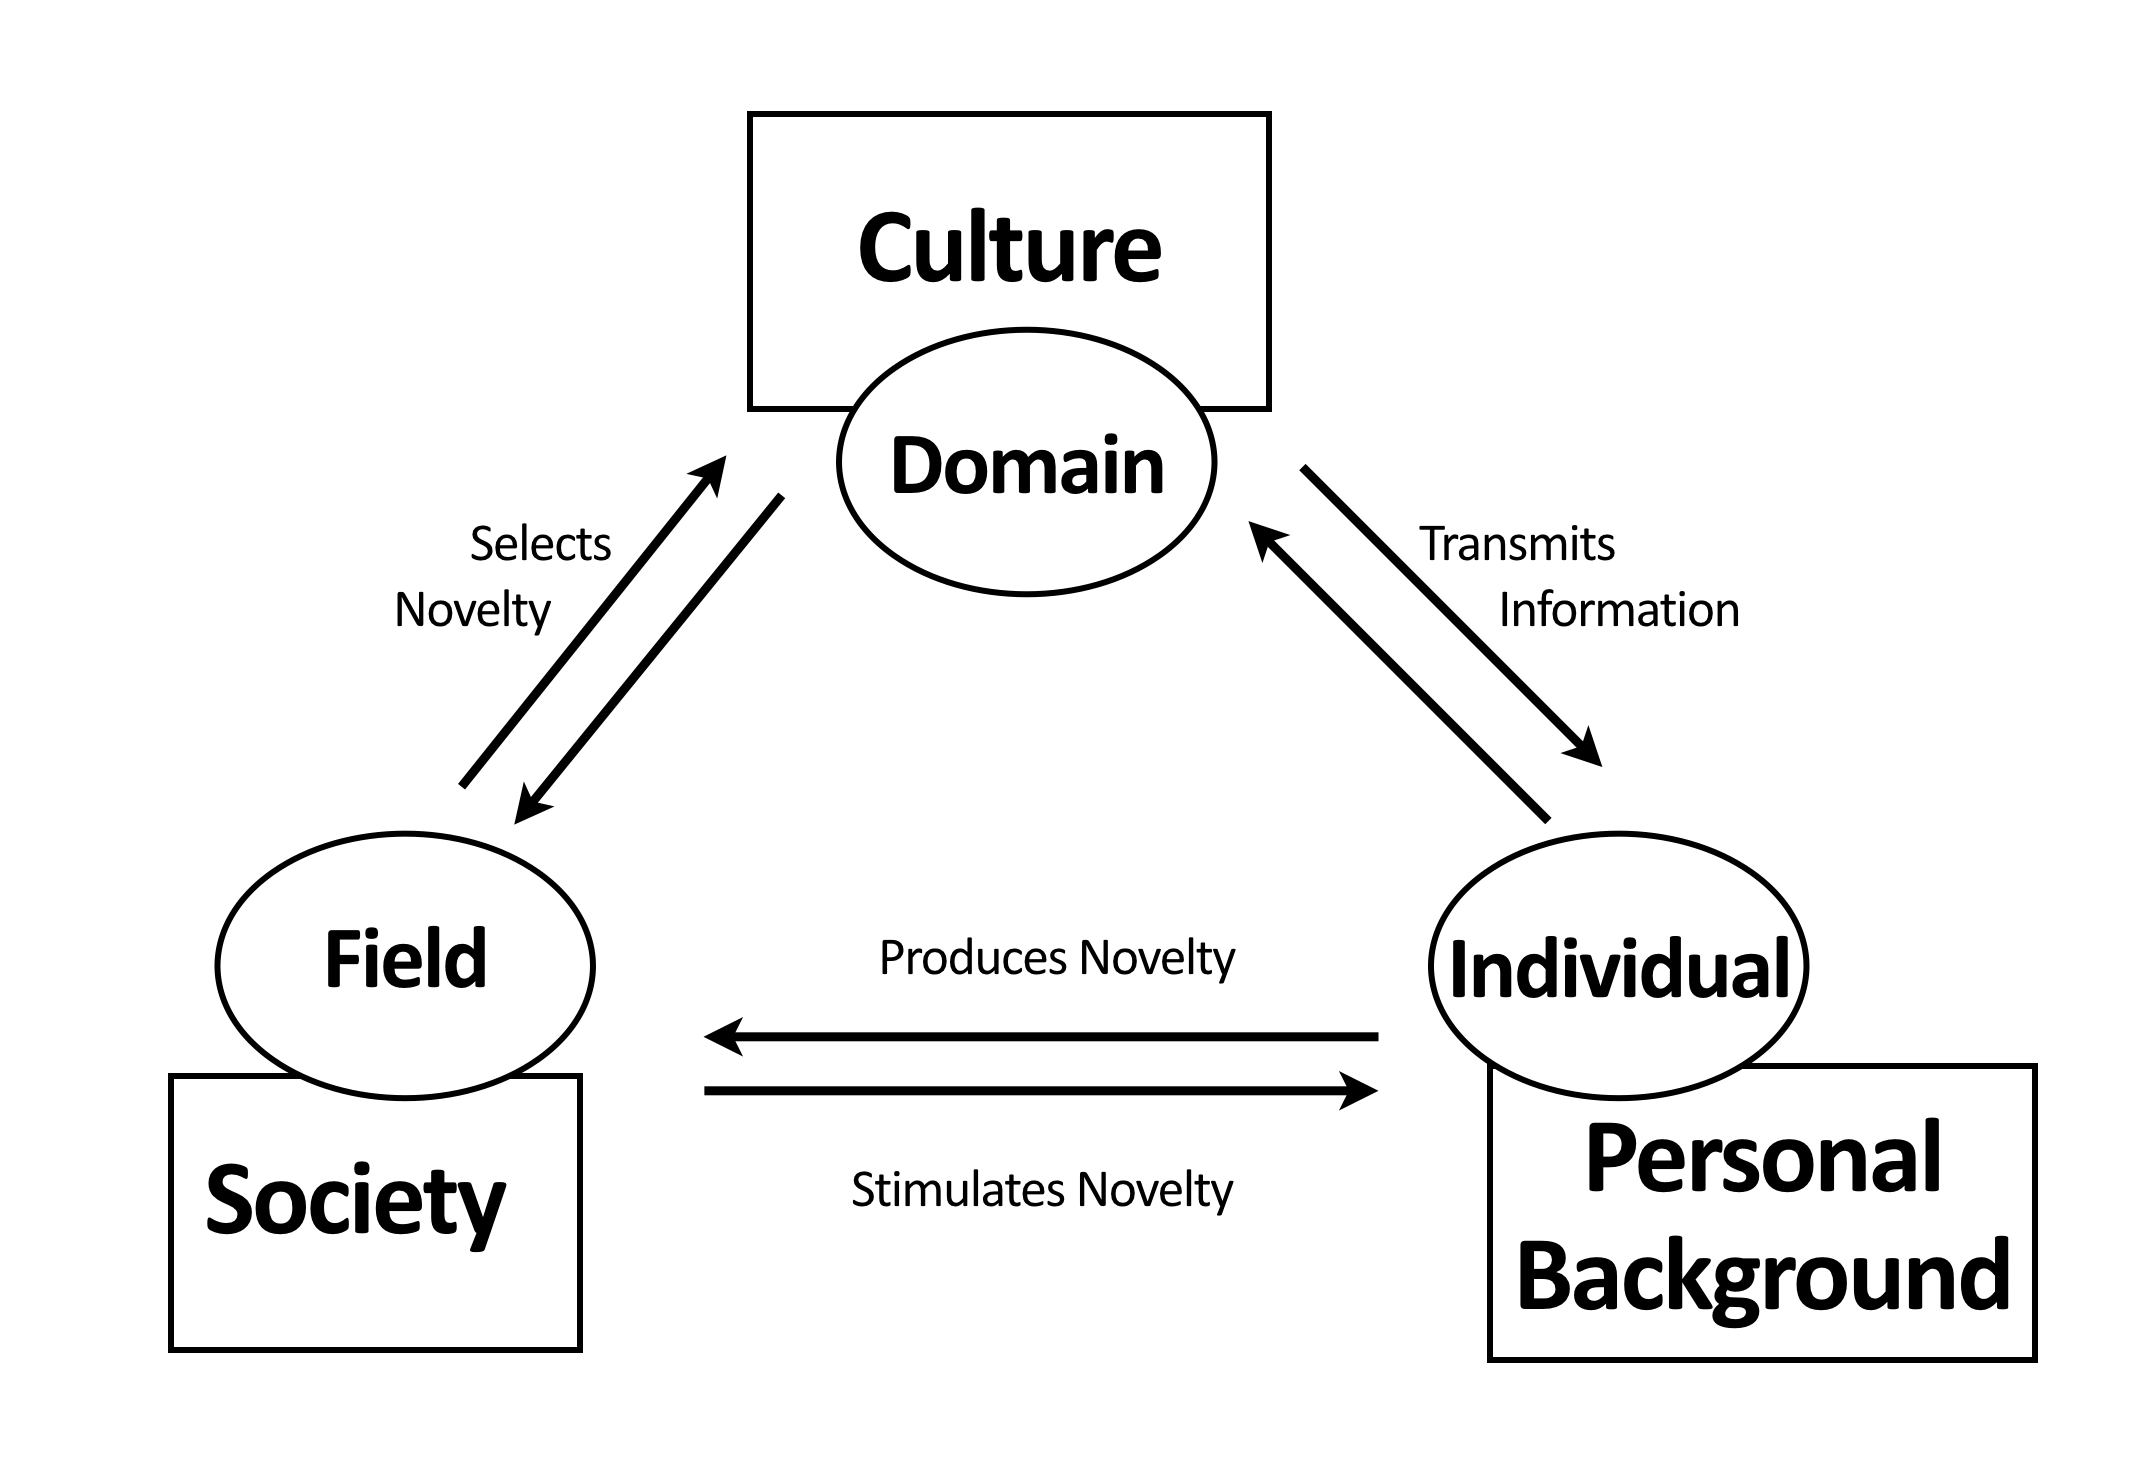 Culture
Domain
Selects
Novelty
Transmits
Information
Field
Society
Produces Novelty
Stimulates Novelty
Individual
Personal
Background